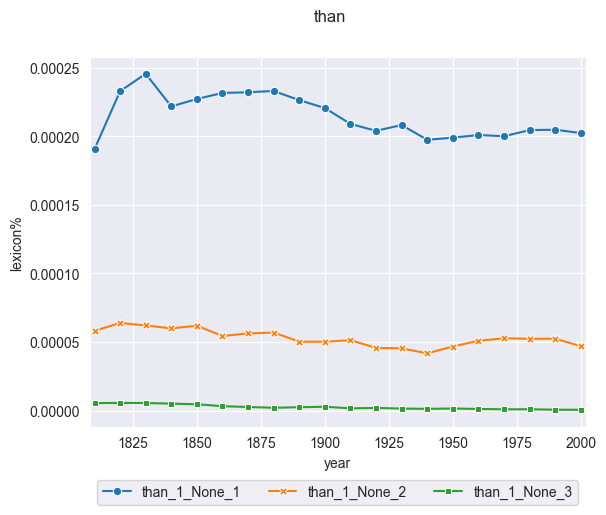 than
0.00025
0.00020
0.00015
0.00010
0.00005
0.00000
lexicon%
1825 1850 1875 1900 1925 1950 1975 2000
year
than_1_None_1 than_1_None_2 than_1_None_3